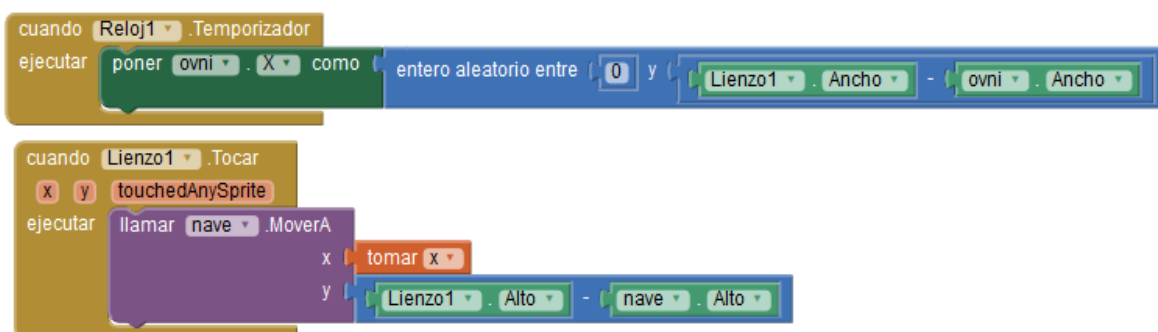 cuando Reloj1 .Temporizador
ejecutar poner ovni . X como entero aleatorio entre 0 y Lienzo1 . Ancho - ovni . Ancho
cuando Lienzo1 .Tocar
x y touchedAnySprite
ejecutar llamar nave .MoverA
x tomar x
y Lienzo1 . Alto - nave . Alto